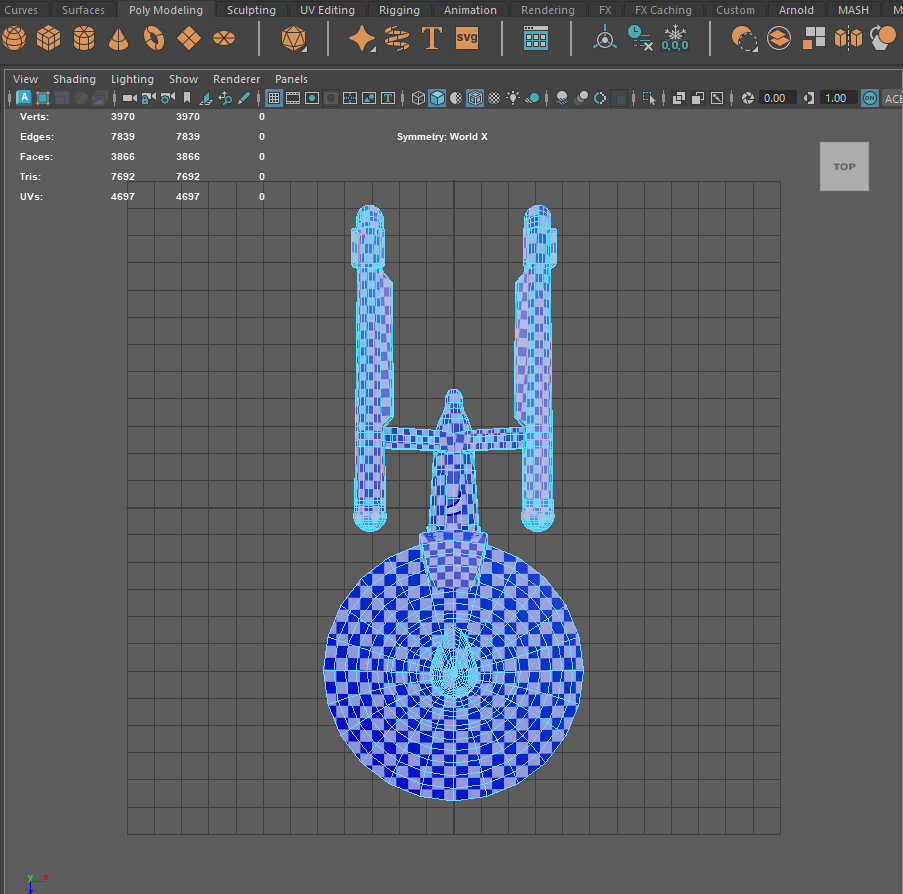 Curves Surfaces Poly Modeling Sculpting UV Editing Rigging Animation Rendering FX FX Caching Custom Arnold MASH M
T svg 0,0,0
View Shading Lighting Show Renderer Panels
A T 0.00 1.00 ON ACE
Verts: 3970 3970 0
Edges: 7839 7839 0
Symmetry: World X
Faces: 3866 3866 0
Tris: 7692 7692 0
UVs: 4697 4697 0
TOP
y x
z